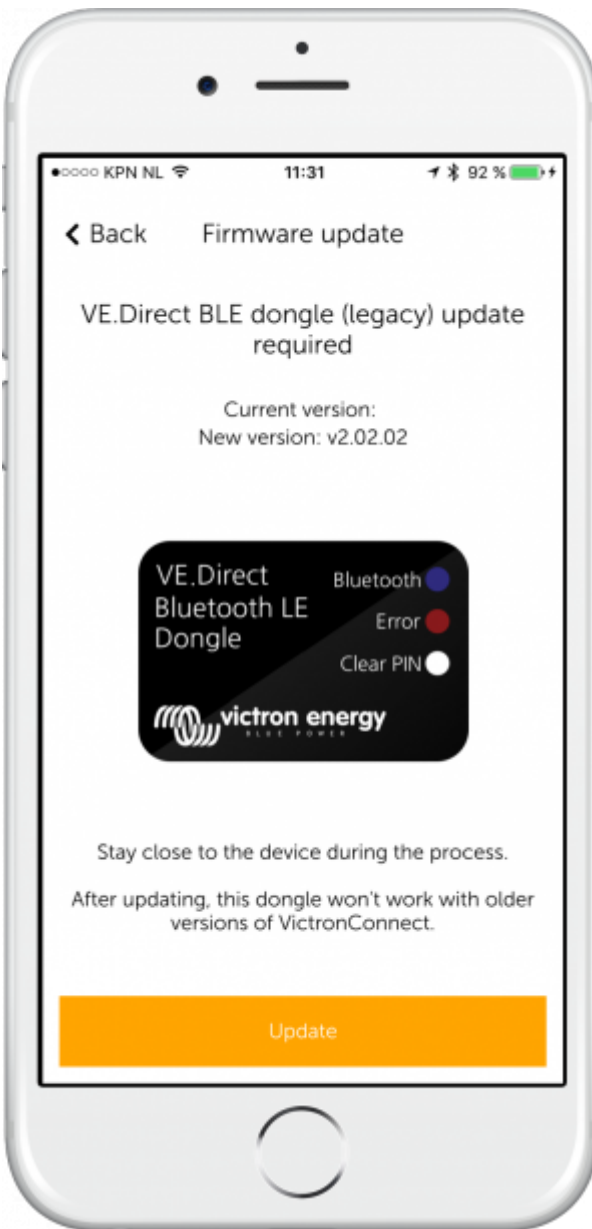 KPN NL
11:31
92 %
Back
Firmware update
VE.Direct BLE dongle (legacy) update
required
Current version:
New version: v2.02.02
VE.Direct
Bluetooth LE
Dongle
Bluetooth
Error
Clear PIN
victron energy
BLUE POWER
Stay close to the device during the process.
After updating, this dongle won't work with older
versions of VictronConnect.
Update